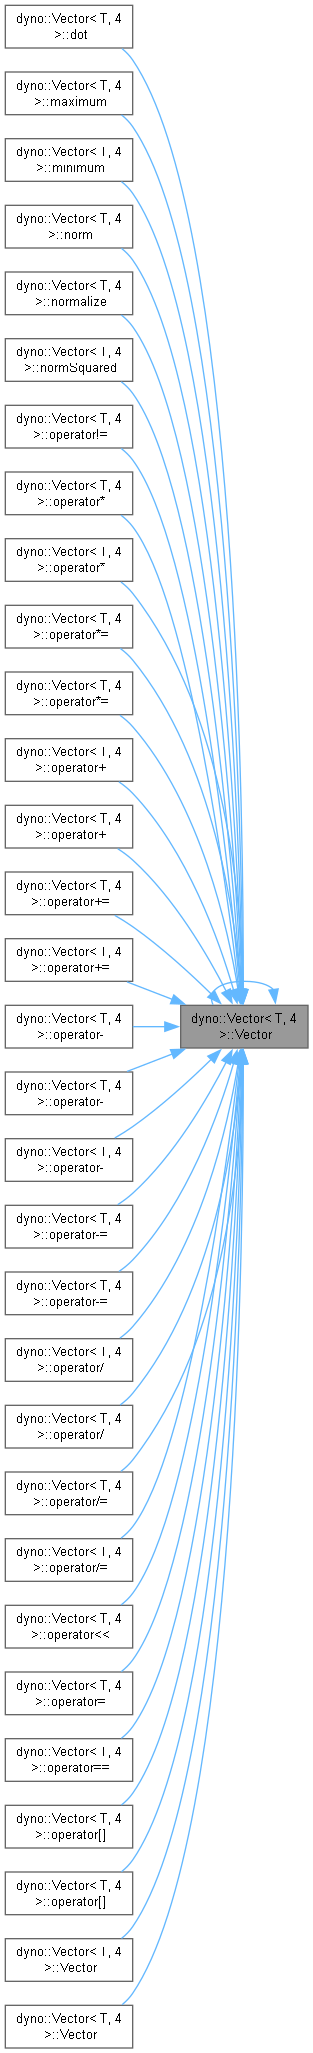 dyno::Vector< T, 4
>::dot
dyno::Vector< T, 4
>::maximum
dyno::Vector< T, 4
>::minimum
dyno::Vector< T, 4
>::norm
dyno::Vector< T, 4
>::normalize
dyno::Vector< T, 4
>::normSquared
dyno::Vector< T, 4
>::operator!=
dyno::Vector< T, 4
>::operator*
dyno::Vector< T, 4
>::operator*
dyno::Vector< T, 4
>::operator*=
dyno::Vector< T, 4
>::operator*=
dyno::Vector< T, 4
>::operator+
dyno::Vector< T, 4
>::operator+
dyno::Vector< T, 4
>::operator+=
dyno::Vector< T, 4
>::operator+=
dyno::Vector< T, 4
>::operator-
dyno::Vector< T, 4
>::Vector
dyno::Vector< T, 4
>::operator-
dyno::Vector< T, 4
>::operator-
dyno::Vector< T, 4
>::operator-=
dyno::Vector< T, 4
>::operator-=
dyno::Vector< T, 4
>::operator/
dyno::Vector< T, 4
>::operator/
dyno::Vector< T, 4
>::operator/=
dyno::Vector< T, 4
>::operator/=
dyno::Vector< T, 4
>::operator<<
dyno::Vector< T, 4
>::operator=
dyno::Vector< T, 4
>::operator==
dyno::Vector< T, 4
>::operator[]
dyno::Vector< T, 4
>::operator[]
dyno::Vector< T, 4
>::Vector
dyno::Vector< T, 4
>::Vector